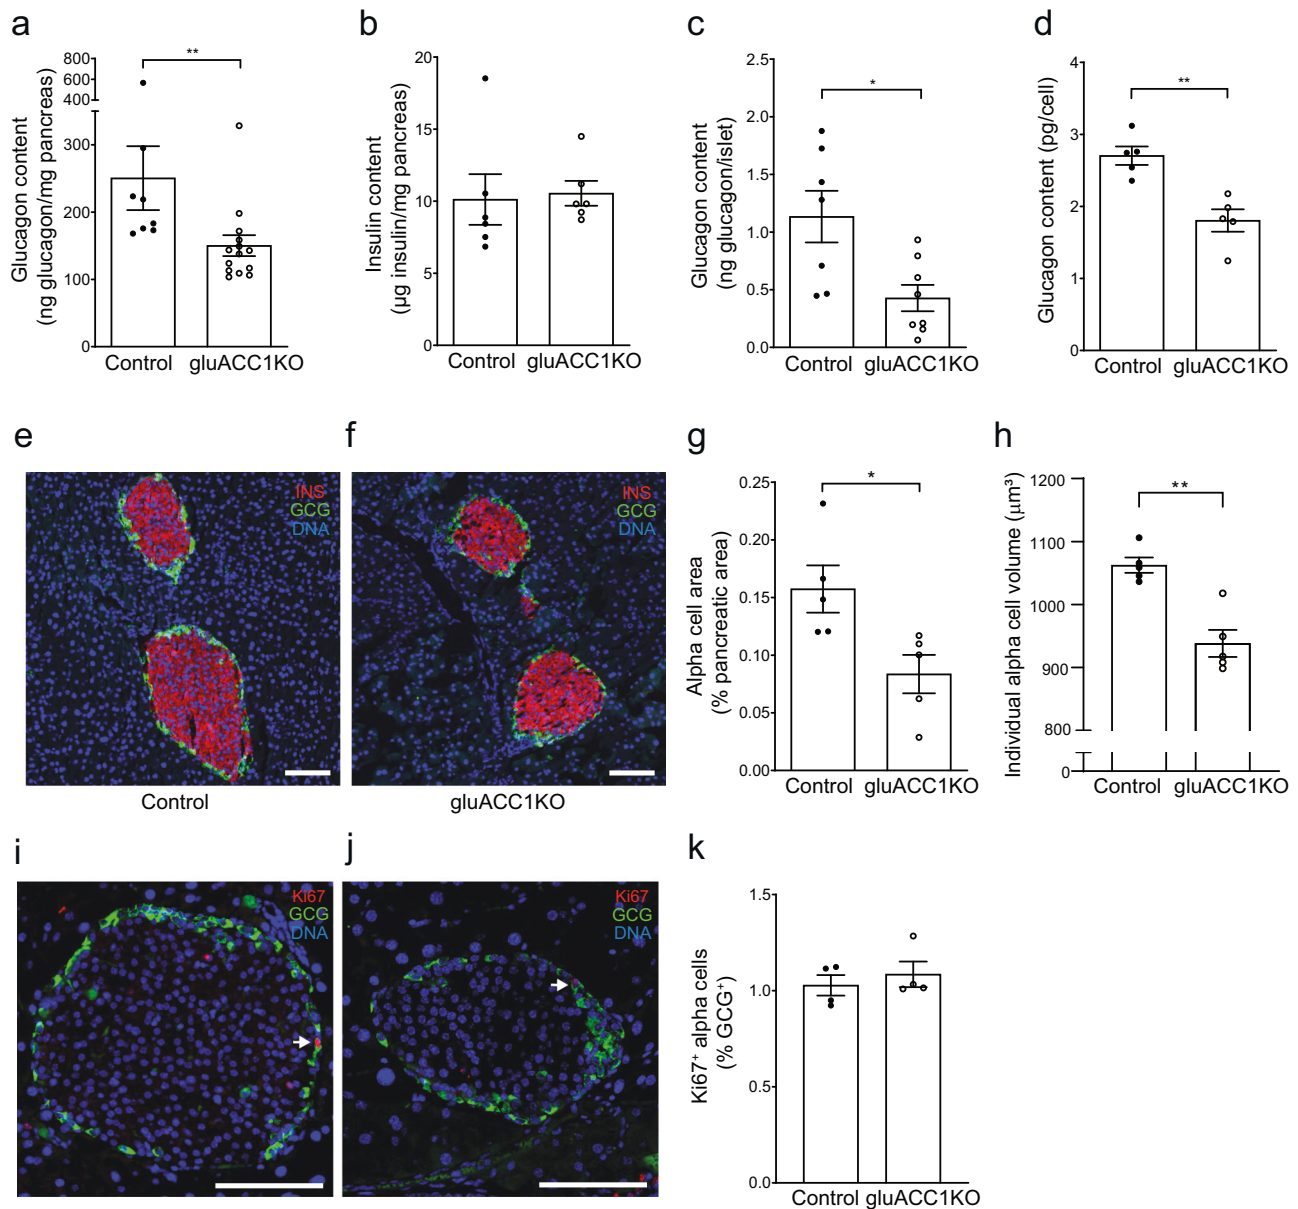 a
**
Glucagon content
(ng glucagon/mg pancreas)
800
600
400
300
200
100
0
Control
gluACC1KO
b
Insulin content
(µg insulin/mg pancreas)
20
15
10
5
0
Control
gluACC1KO
c
*
Glucagon content
(ng glucagon/islet)
2.5
2.0
1.5
1.0
0.5
0.0
Control
gluACC1KO
d
**
Glucagon content (pg/cell)
4
3
2
1
0
Control
gluACC1KO
e
INS
GCG
DNA
Control
f
INS
GCG
DNA
gluACC1KO
g
*
Alpha cell area
(% pancreatic area)
0.25
0.20
0.15
0.10
0.05
0.00
Control
gluACC1KO
h
**
Individual alpha cell volume (µm³)
1200
1100
1000
900
800
0
Control
gluACC1KO
i
Ki67
GCG
DNA
j
Ki67
GCG
DNA
k
Ki67⁺ alpha cells
(% GCG⁺)
1.5
1.0
0.5
0.0
Control
gluACC1KO